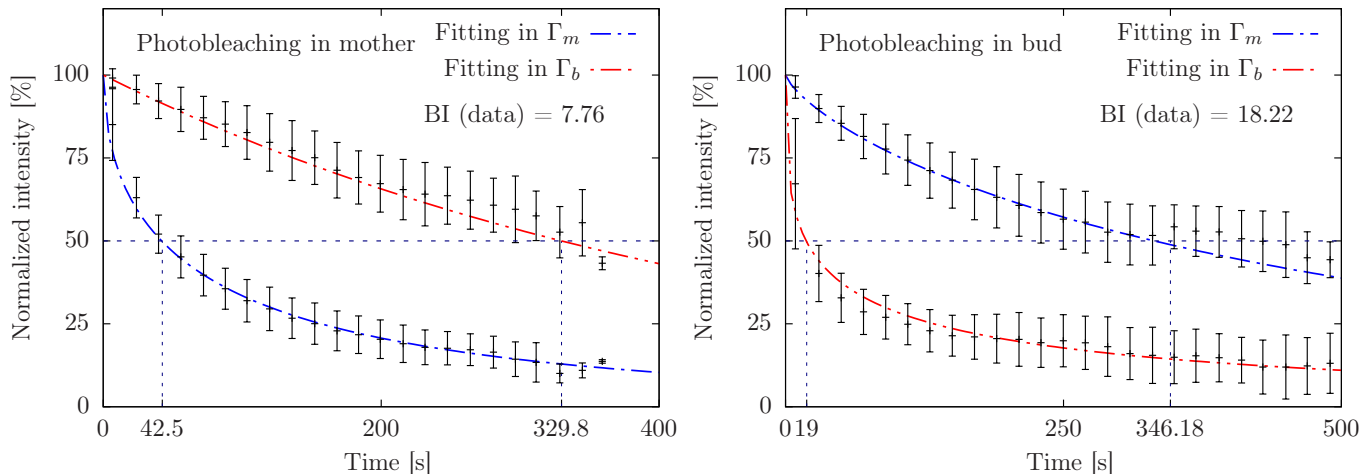 Photobleaching in mother
Fitting in Γm
Fitting in Γb
BI (data) = 7.76
Normalized intensity [%]
100
75
50
25
0
0 42.5 200 329.8 400
Time [s]
Photobleaching in bud
Fitting in Γm
Fitting in Γb
BI (data) = 18.22
Normalized intensity [%]
100
75
50
25
0
0 19 250 346.18 500
Time [s]